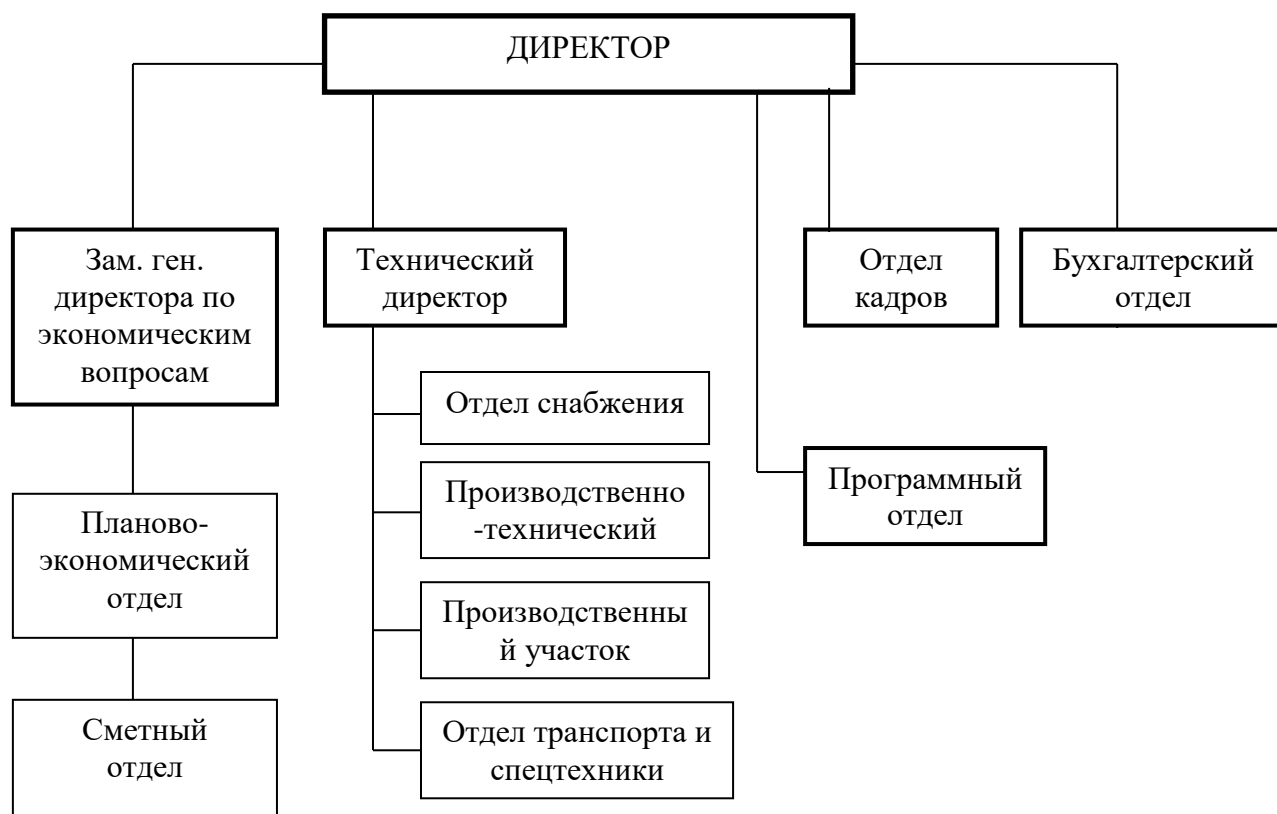 ДИРЕКТОР
Зам. ген.
директора по
экономическим
вопросам
Технический
директор
Отдел
кадров
Бухгалтерский
отдел
Отдел снабжения
Производственно
-технический
Программный
отдел
Планово-
экономический
отдел
Производственны
й участок
Сметный
отдел
Отдел транспорта и
спецтехники